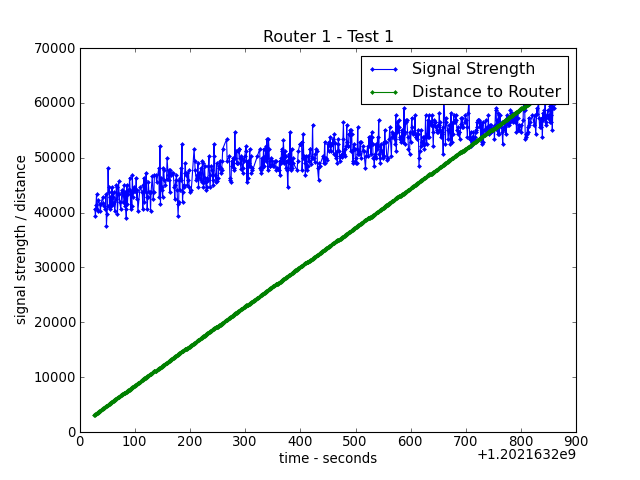 Router 1 - Test 1
Signal Strength
Distance to Router
signal strength / distance
70000
60000
50000
40000
30000
20000
10000
0
0 100 200 300 400 500 600 700 800 900
time - seconds
+1.2021632e9